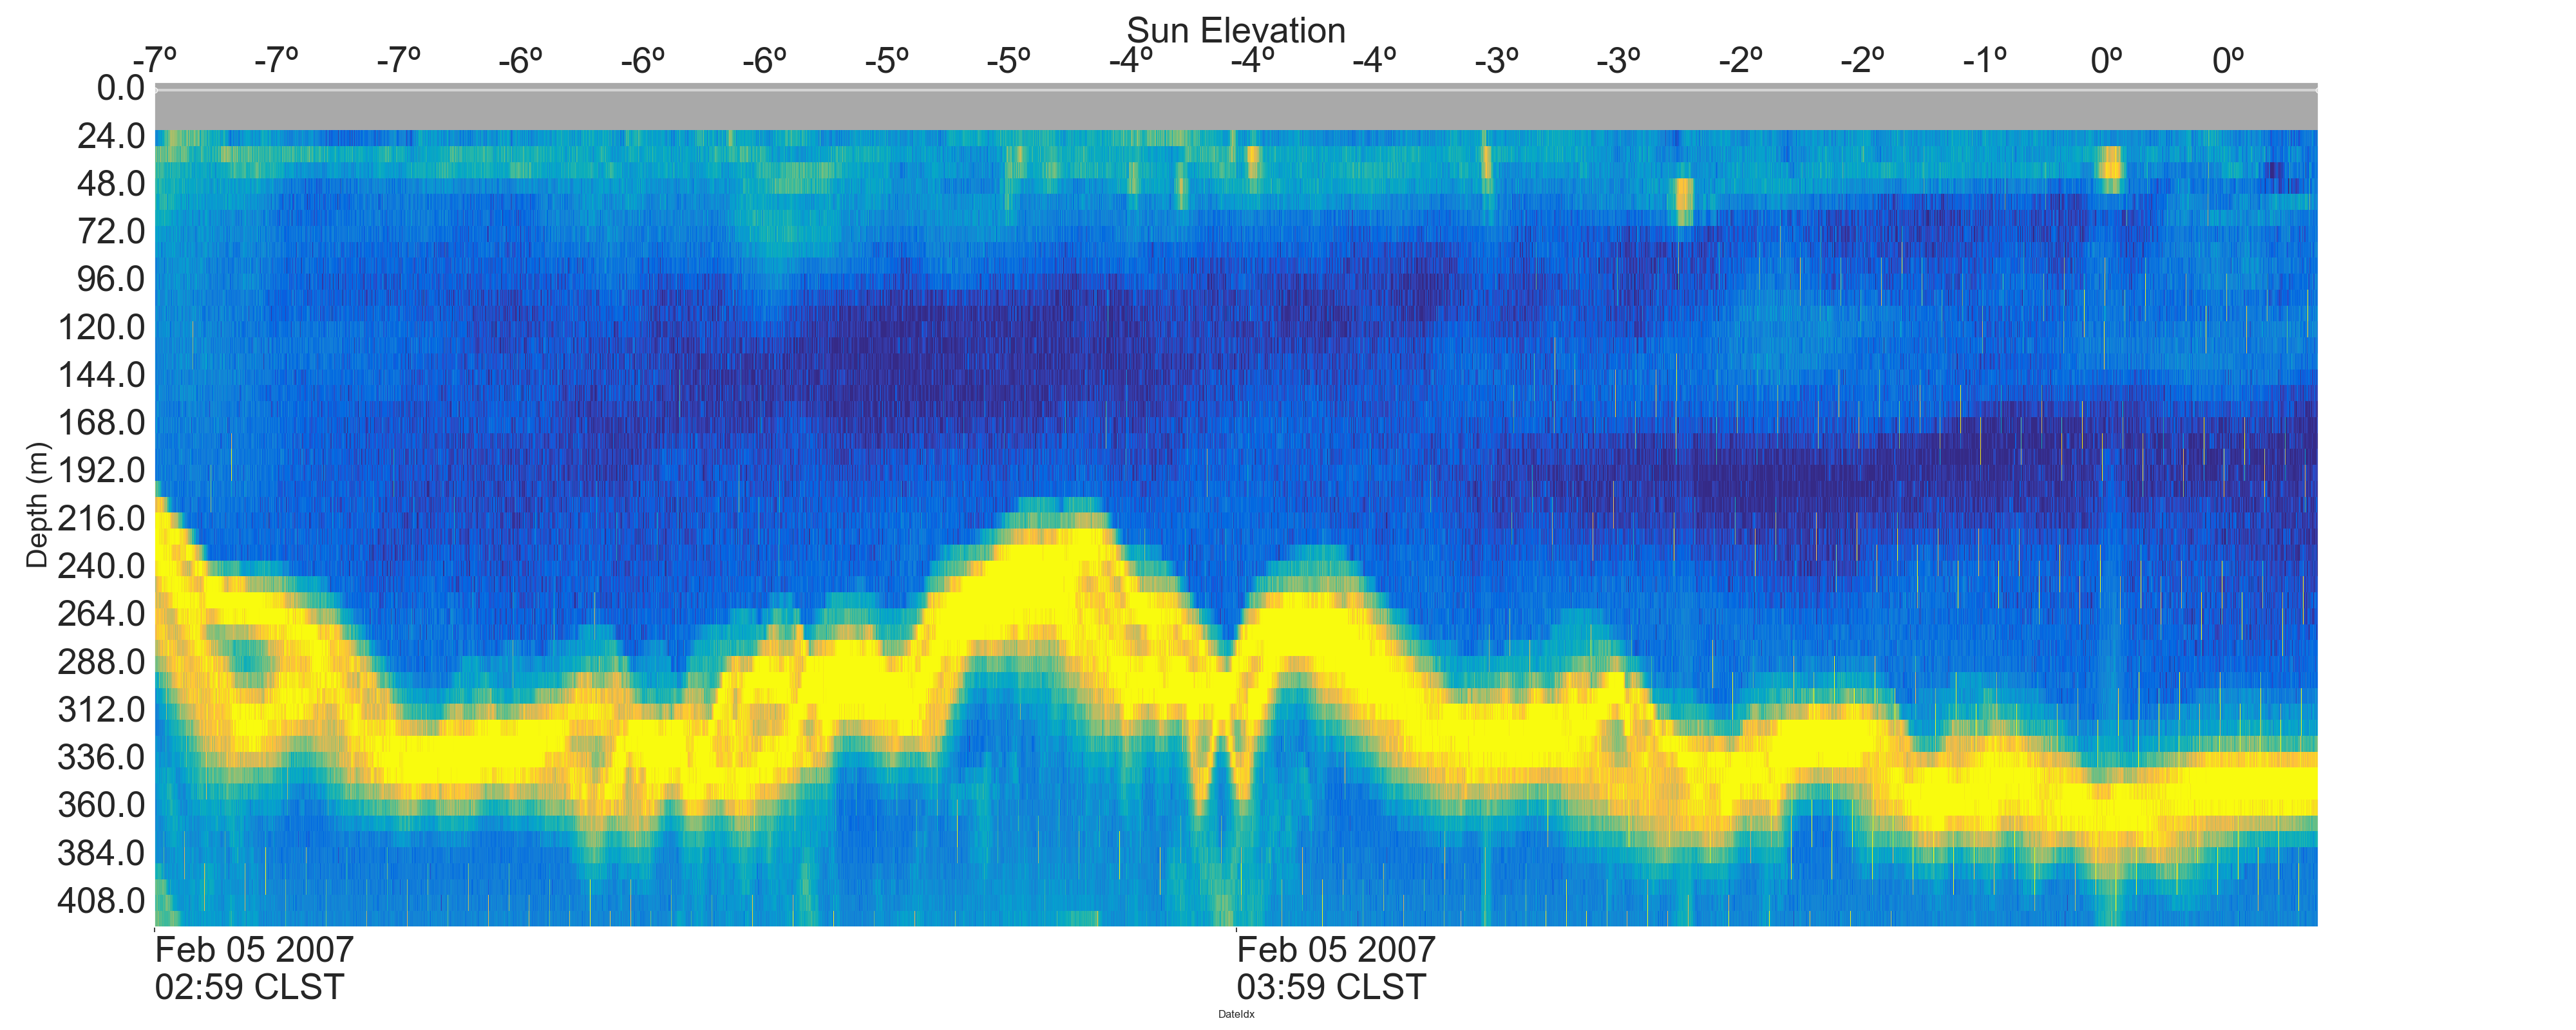 Sun Elevation
-7º -7º -7º -6º -6º -6º -5º -5º -4º -4º -4º -3º -3º -2º -2º -1º 0º 0º
0.0
24.0
48.0
72.0
96.0
120.0
144.0
168.0
192.0
216.0
240.0
264.0
288.0
312.0
336.0
360.0
384.0
408.0
Depth (m)
Feb 05 2007
02:59 CLST
Feb 05 2007
03:59 CLST
DateIdx